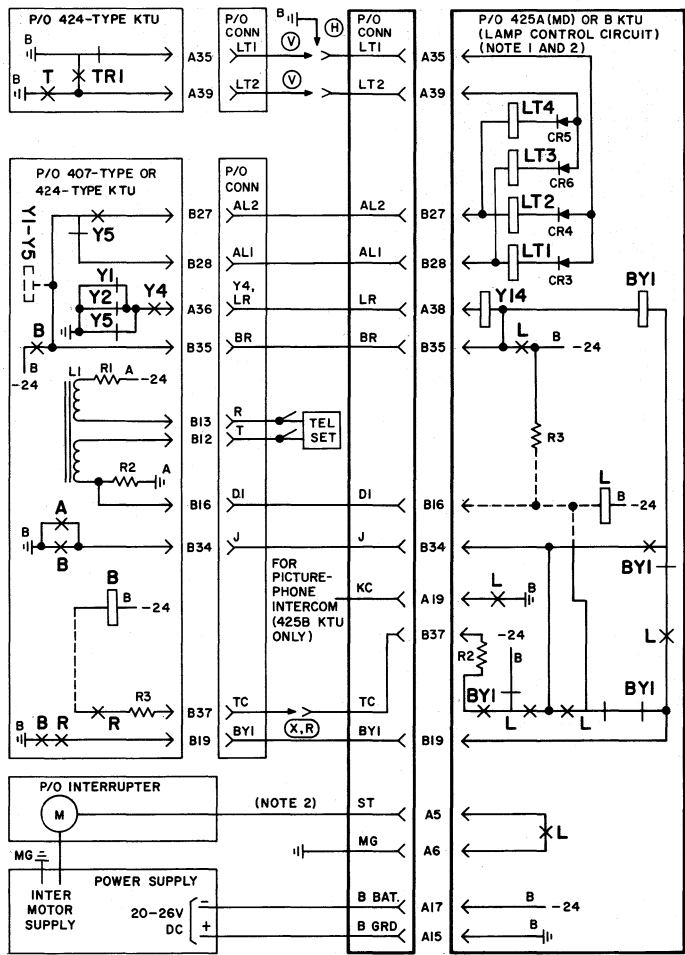 P/O 424-TYPE KTU
B
B
T
TR1
A35
A39
P/O
CONN
LT1
LT2
B
H
V
V
P/O
CONN
LT1
LT2
A35
A39
P/O 425A(MD) OR B KTU
(LAMP CONTROL CIRCUIT)
(NOTE 1 AND 2)
LT4
CR5
LT3
CR6
LT2
CR4
LT1
CR3
P/O 407-TYPE OR
424-TYPE KTU
Y1-Y5
Y5
Y1
Y2
Y5
Y4
B
B
-24
L1
R1
A
-24
R2
A
B27
B28
A36
B35
B13
B12
B16
B34
P/O
CONN
AL2
AL1
Y4,
LR
BR
R
T
TEL
SET
D1
J
AL2
AL1
LR
BR
D1
J
B27
B28
A38
B35
B16
B34
Y14
BY1
L
B
-24
R3
L
B
-24
B
A
B
B
B
-24
R3
R
B
B R
B37
B19
TC
BY1
X,R
FOR
PICTURE-
PHONE
INTERCOM
(425B KTU
ONLY)
KC
TC
BY1
A19
B37
B19
L
B
BY1
L
R2
-24
B
BY1
L
L
BY1
P/O INTERRUPTER
M
MG
INTER
MOTOR
SUPPLY
POWER SUPPLY
20-26V
DC
-
+
(NOTE 2)
ST
MG
B BAT.
B GRD
A5
A6
A17
A15
L
B
-24
B